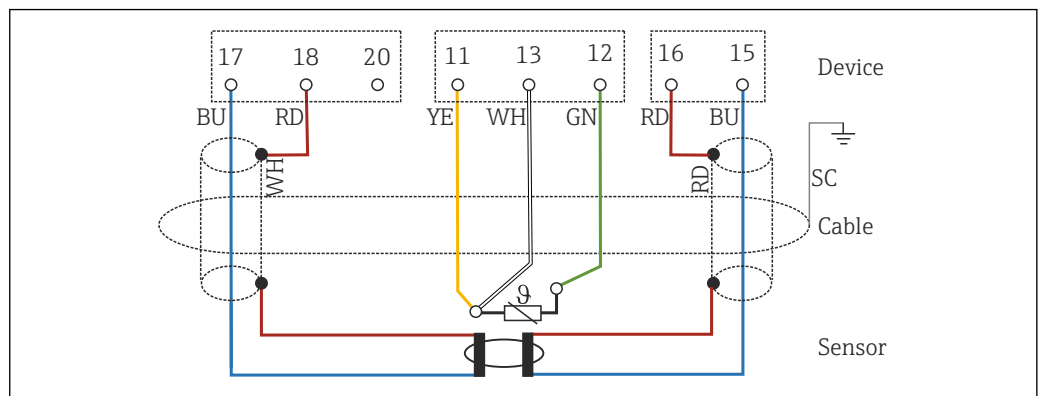 17 18 20 11 13 12 16 15
Device
BU RD YE WH GN RD BU
WH
RD
SC
Cable
ϑ
Sensor